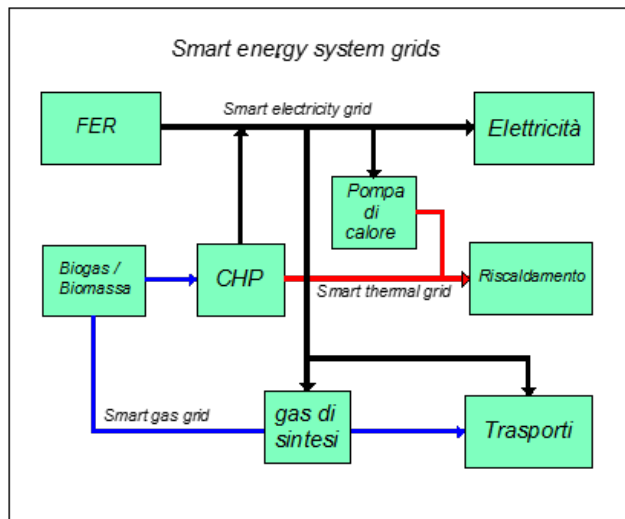 Smart energy system grids
FER
Smart electricity grid
Elettricità
Pompa
di
calore
Biogas /
Biomassa
CHP
Smart thermal grid
Riscaldamento
Smart gas grid
gas di
sintesi
Trasporti